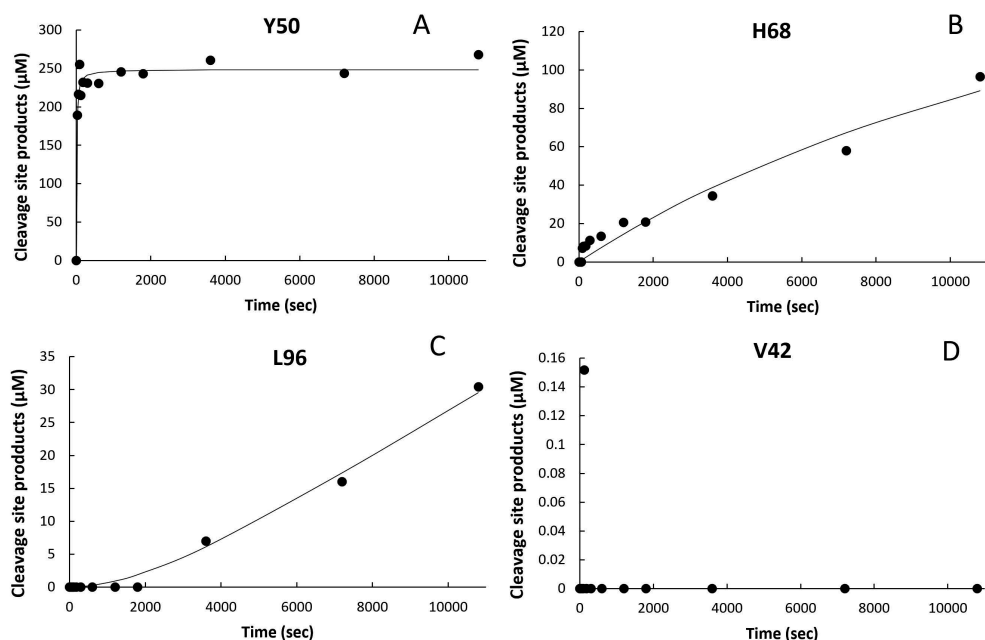 Y50
A
Cleavage site products (µM)
300
250
200
150
100
50
0
0 2000 4000 6000 8000 10000
Time (sec)
H68
B
Cleavage site prodducts (µM)
120
100
80
60
40
20
0
0 2000 4000 6000 8000 10000
Time (sec)
L96
C
Cleavage site prodducts (µM)
35
30
25
20
15
10
5
0
0 2000 4000 6000 8000 10000
Time (sec)
V42
D
Cleavage site prodducts (µM)
0.16
0.14
0.12
0.1
0.08
0.06
0.04
0.02
0
0 2000 4000 6000 8000 10000
Time (sec)